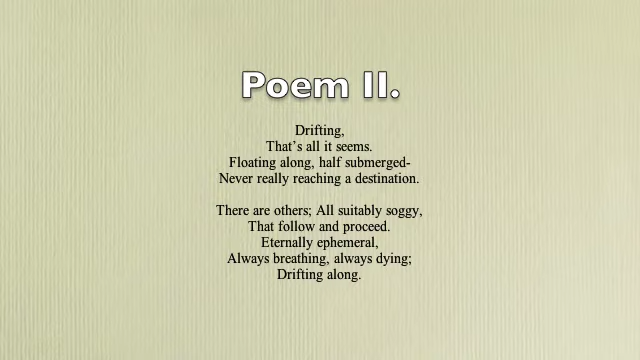 Poem II.
Drifting,
That’s all it seems.
Floating along, half submerged-
Never really reaching a destination.
There are others; All suitably soggy,
That follow and proceed.
Eternally ephemeral,
Always breathing, always dying;
Drifting along.